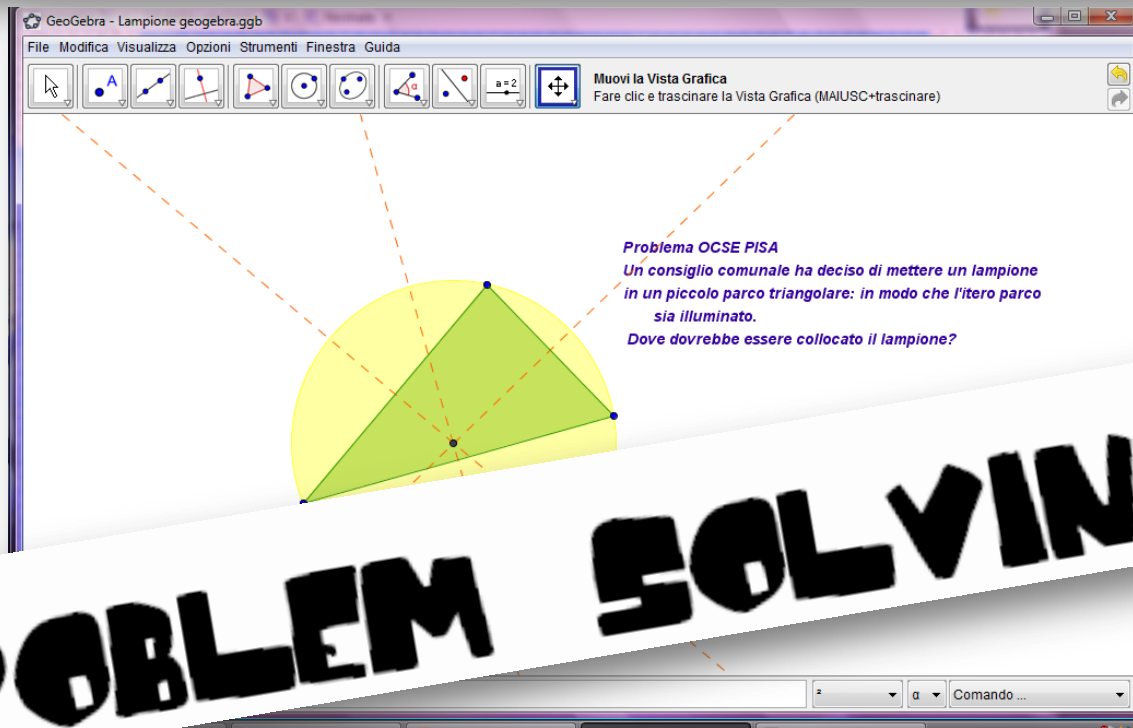 GeoGebra - Lampione geogebra.ggb
File Modifica Visualizza Opzioni Strumenti Finestra Guida
A
α
a = 2
Muovi la Vista Grafica
Fare clic e trascinare la Vista Grafica (MAIUSC+trascinare)
Problema OCSE PISA
Un consiglio comunale ha deciso di mettere un lampione
in un piccolo parco triangolare: in modo che l'itero parco
sia illuminato.
Dove dovrebbe essere collocato il lampione?
OBLEM SOLVIN
² α Comando ...